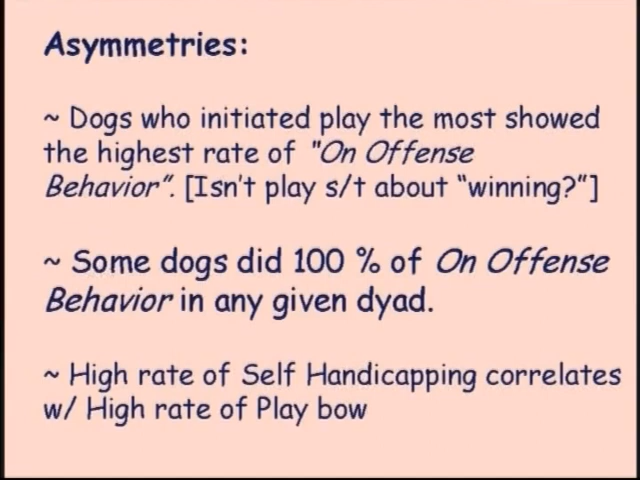 Asymmetries:
~ Dogs who initiated play the most showed
the highest rate of "On Offense
Behavior". [Isn't play s/t about "winning?"]
~ Some dogs did 100 % of On Offense
Behavior in any given dyad.
~ High rate of Self Handicapping correlates
w/ High rate of Play bow